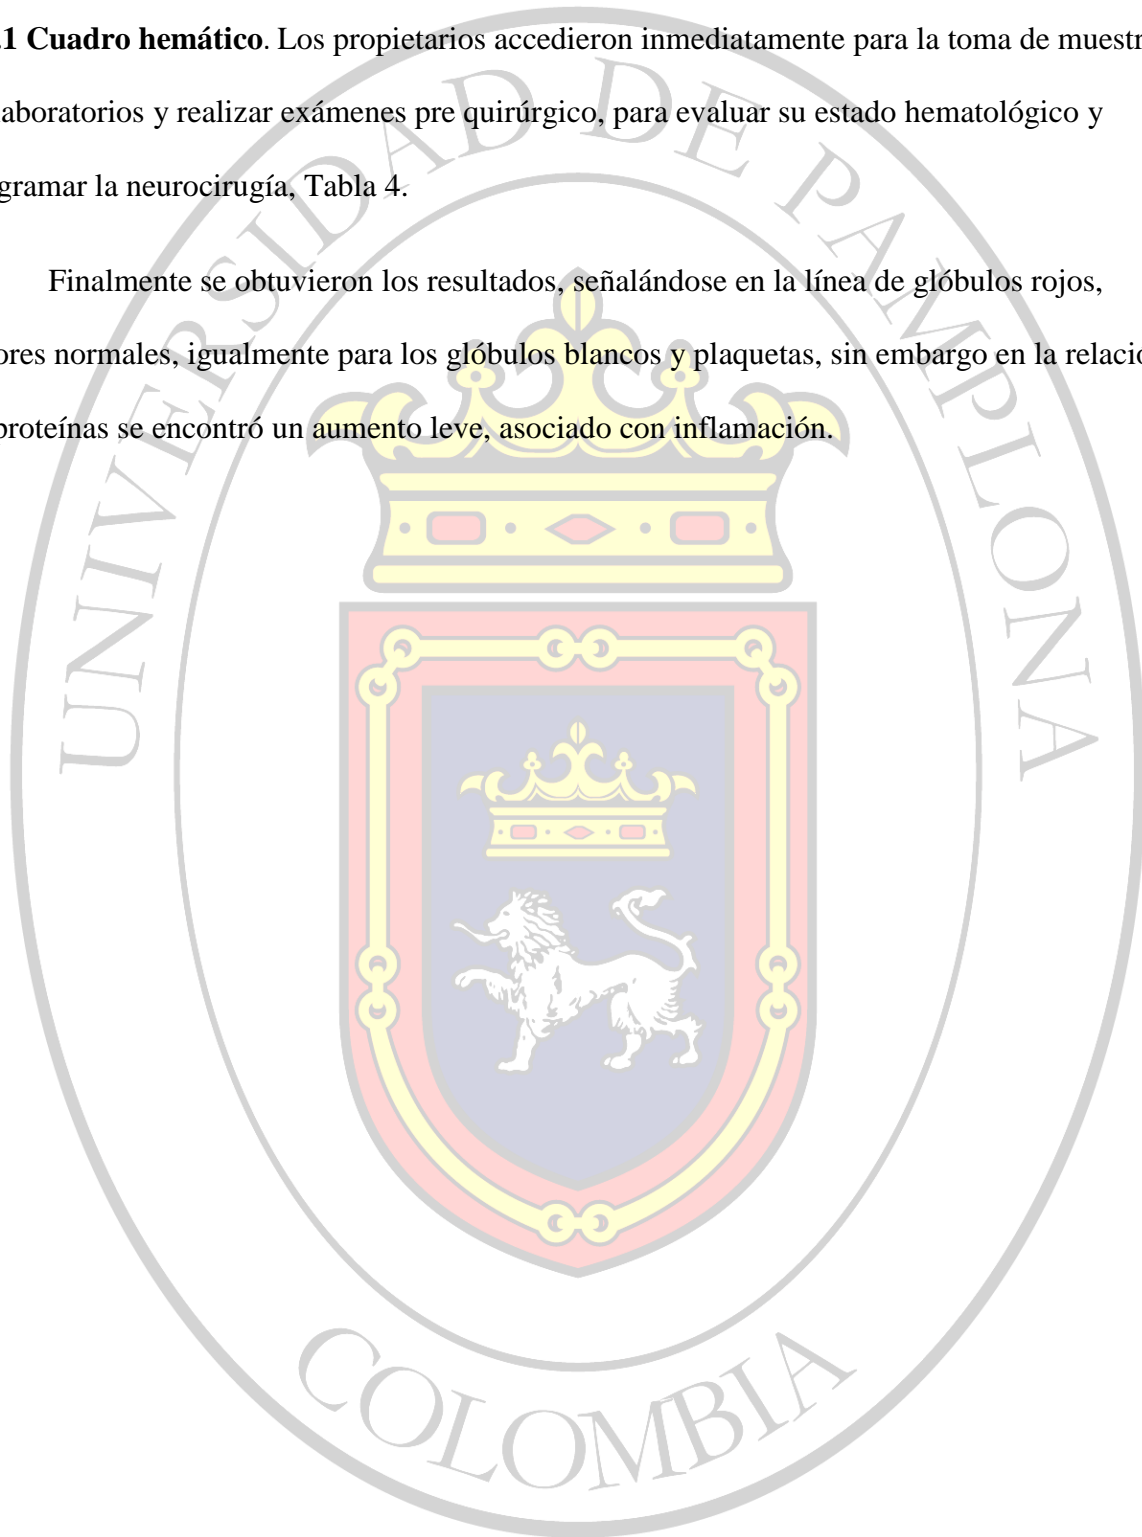 .1 Cuadro hemático. Los propietarios accedieron inmediatamente para la toma de muestr
laboratorios y realizar exámenes pre quirúrgico, para evaluar su estado hematológico y
gramar la neurocirugía, Tabla 4.
Finalmente se obtuvieron los resultados, señalándose en la línea de glóbulos rojos,
ores normales, igualmente para los glóbulos blancos y plaquetas, sin embargo en la relació
proteínas se encontró un aumento leve, asociado con inflamación.
UNIVERSIDAD DE PAMPLONA
COLOMBIA